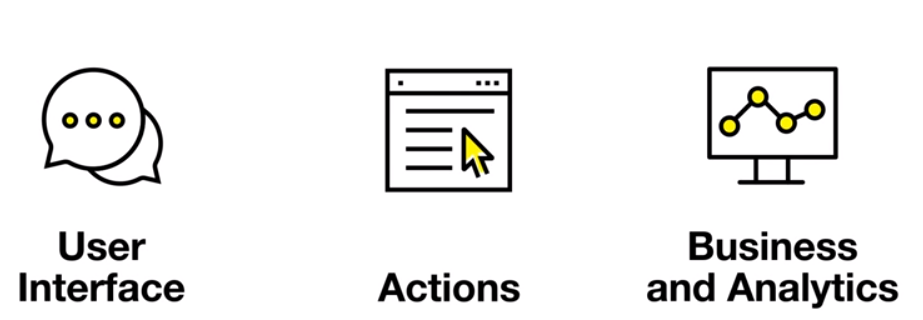 User
Interface
Actions
Business
and Analytics